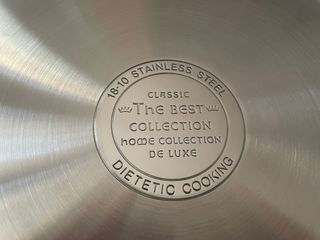 18-10 STAINLESS STEEL
CLASSIC
The BEST
COLLECTION
hOME COLLECTION
DE LUXE
DIETETIC COOKING